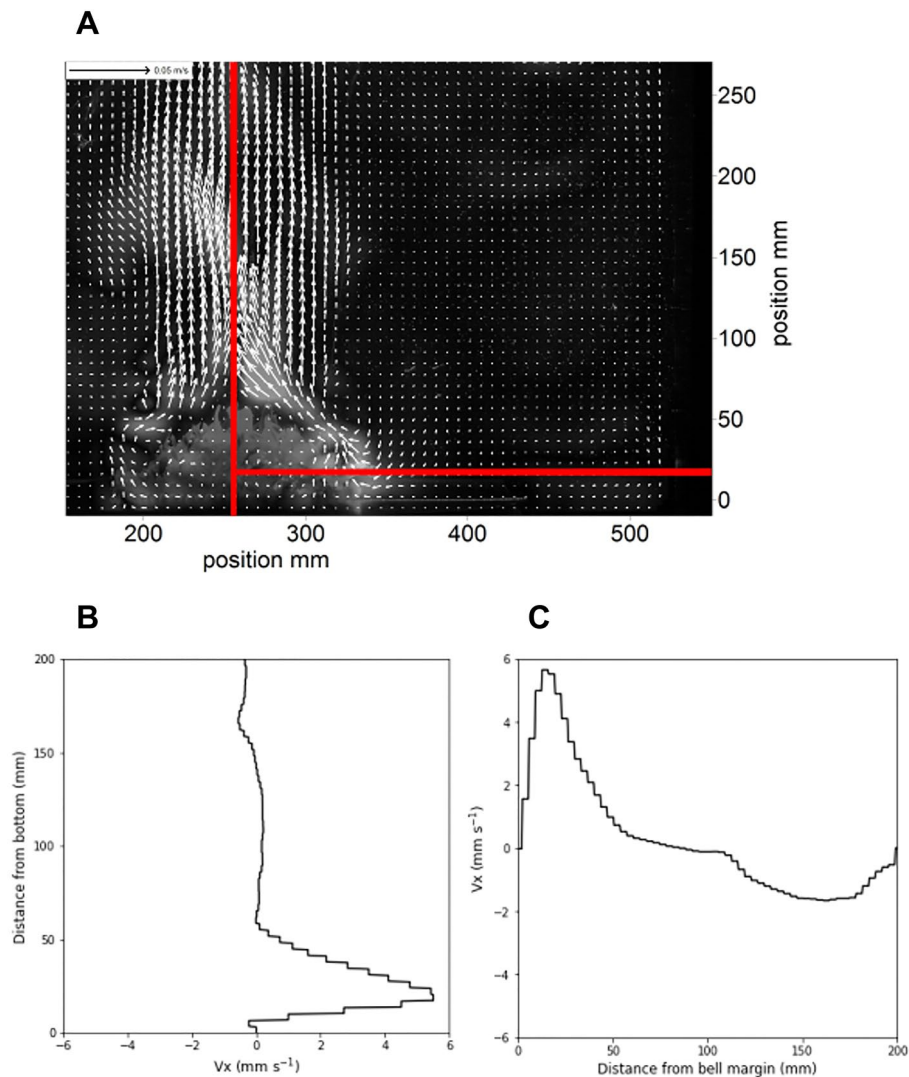 A
0.05 m/s
250
200
150
100
50
0
position mm
200 300 400 500
position mm
B
C
200
150
100
50
0
Distance from bottom (mm)
−6 −4 −2 0 2 4 6
Vx (mm s⁻¹)
6
4
2
0
−2
−4
−6
Vx (mm s⁻¹)
0 50 100 150 200
Distance from bell margin (mm)